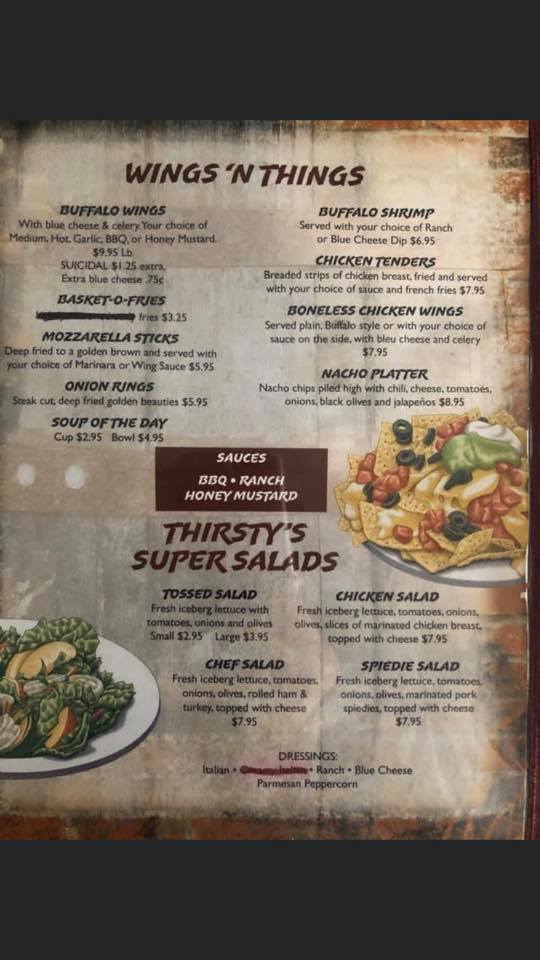 WINGS 'N THINGS
BUFFALO WINGS
With blue cheese & celery. Your choice of
Medium, Hot, Garlic, BBQ, or Honey Mustard.
$9.95 Lb.
SUICIDAL $1.25 extra,
Extra blue cheese .75¢
BASKET-O-FRIES
fries $3.25
MOZZARELLA STICKS
Deep fried to a golden brown and served with
your choice of Marinara or Wing Sauce $5.95
ONION RINGS
Steak cut, deep fried golden beauties $5.95
SOUP OF THE DAY
Cup $2.95 Bowl $4.95
BUFFALO SHRIMP
Served with your choice of Ranch
or Blue Cheese Dip $6.95
CHICKEN TENDERS
Breaded strips of chicken breast, fried and served
with your choice of sauce and french fries $7.95
BONELESS CHICKEN WINGS
Served plain, Buffalo style or with your choice of
sauce on the side, with bleu cheese and celery
$7.95
NACHO PLATTER
Nacho chips piled high with chili, cheese, tomatoes,
onions, black olives and jalapeños $8.95
SAUCES
BBQ • RANCH
HONEY MUSTARD
THIRSTY'S
SUPER SALADS
TOSSED SALAD
Fresh iceberg lettuce with
tomatoes, onions and olives
Small $2.95 Large $3.95
CHEF SALAD
Fresh iceberg lettuce, tomatoes,
onions, olives, rolled ham &
turkey, topped with cheese
$7.95
CHICKEN SALAD
Fresh iceberg lettuce, tomatoes, onions,
olives, slices of marinated chicken breast,
topped with cheese $7.95
SPIEDIE SALAD
Fresh iceberg lettuce, tomatoes,
onions, olives, marinated pork
spiedies, topped with cheese
$7.95
DRESSINGS:
Italian • Creamy Italian • Ranch • Blue Cheese
Parmesan Peppercorn